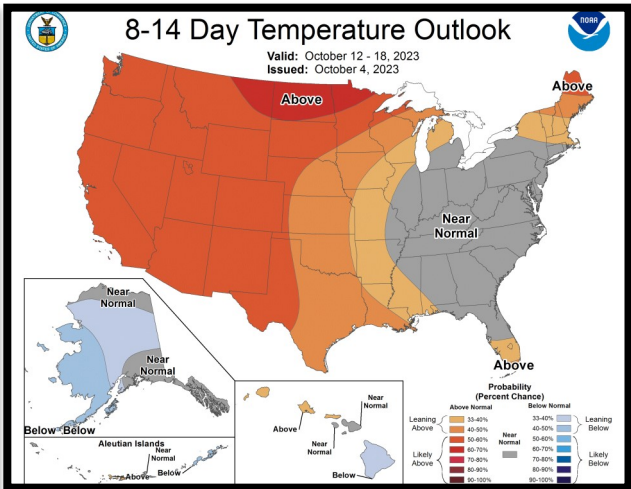 8-14 Day Temperature Outlook
NOAA
Valid: October 12 - 18, 2023
Issued: October 4, 2023
Above
Above
Near
Normal
Above
Near
Normal
Near
Normal
Below Below
Aleutian Islands
Near
Normal
Above
Below
Near
Normal
Above
Near
Normal
Below
Probability
(Percent Chance)
Above Normal
Below Normal
Leaning
Above
33-40%
40-50%
Likely
Above
50-60%
60-70%
70-80%
80-90%
90-100%
Near
Normal
33-40%
40-50%
Leaning
Below
50-60%
60-70%
70-80%
80-90%
90-100%
Likely
Below